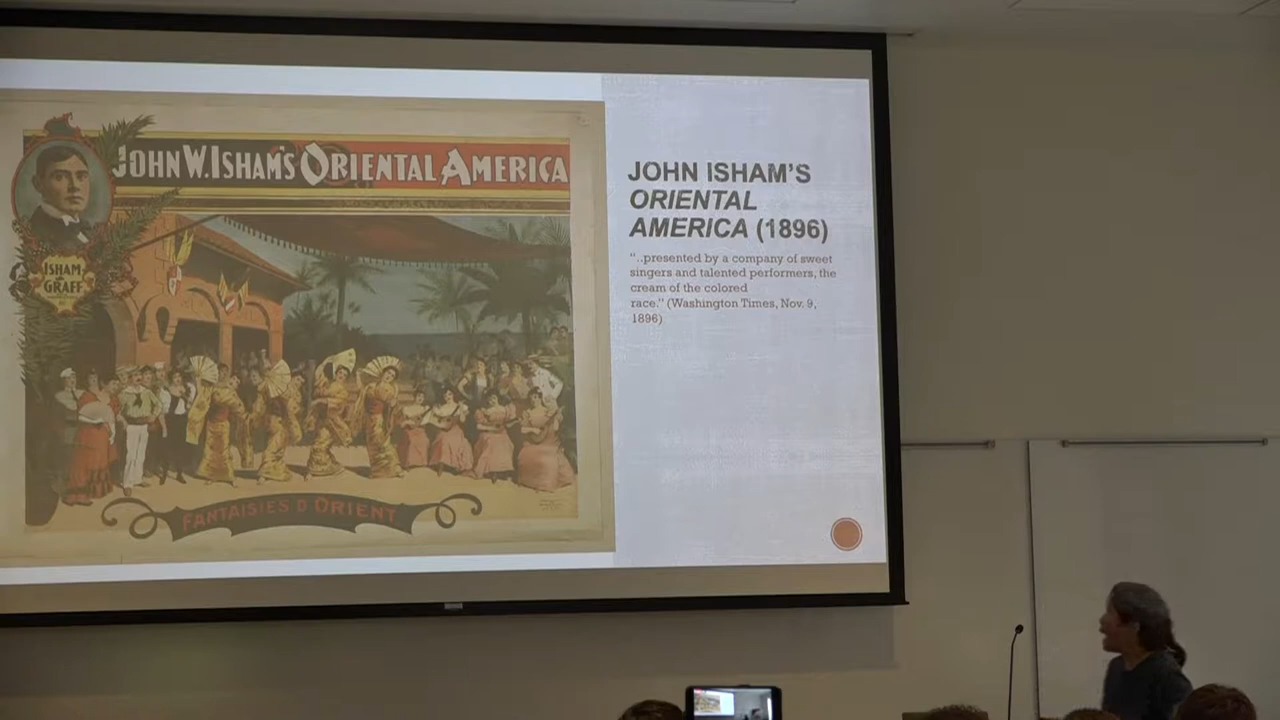 JOHN W. ISHAM'S ORIENTAL AMERICA
ISHAM
GRAFF
FANTAISIES D'ORIENT
JOHN ISHAM'S
ORIENTAL
AMERICA (1896)
"..presented by a company of sweet
singers and talented performers, the
cream of the colored
race." (Washington Times, Nov. 9,
1896)